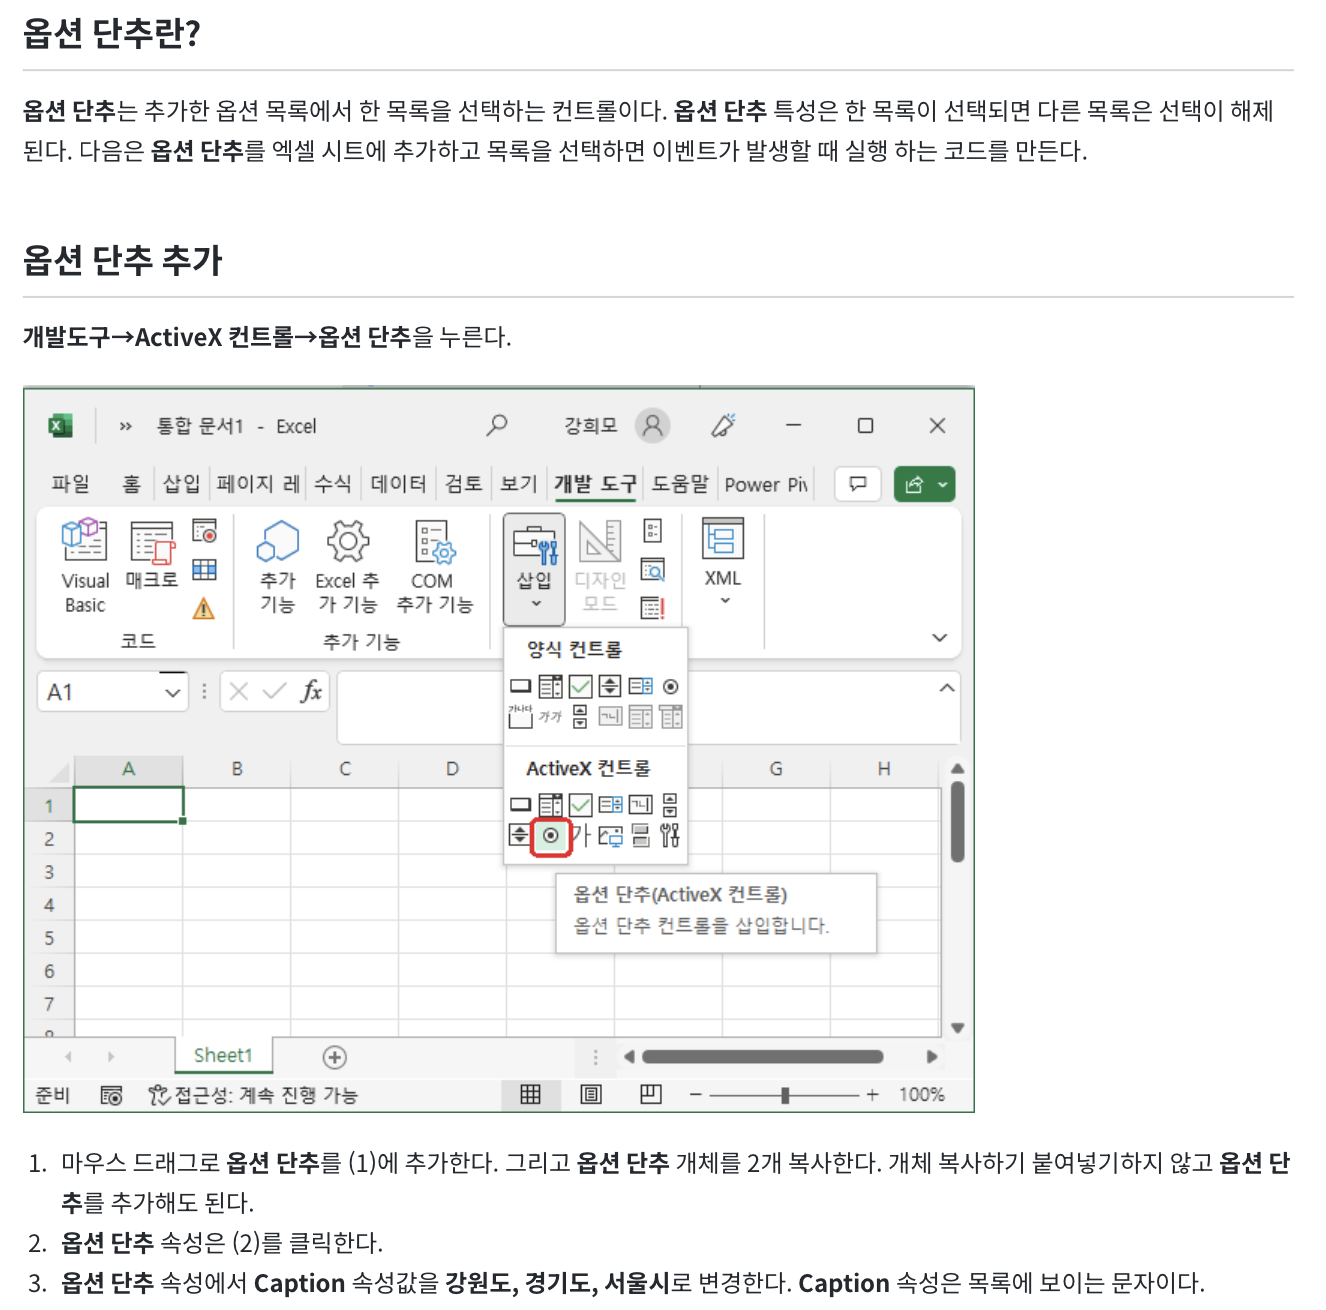 옵션 단추란?
옵션 단추는 추가한 옵션 목록에서 한 목록을 선택하는 컨트롤이다. 옵션 단추 특성은 한 목록이 선택되면 다른 목록은 선택이 해제
된다. 다음은 옵션 단추를 엑셀 시트에 추가하고 목록을 선택하면 이벤트가 발생할 때 실행 하는 코드를 만든다.
옵션 단추 추가
개발도구→ActiveX 컨트롤→옵션 단추을 누른다.
» 통합 문서1 - Excel 강희모
파일 홈 삽입 페이지 레 수식 데이터 검토 보기 개발 도구 도움말 Power Piv
Visual Basic 매크로 추가 기능 Excel 추가 기능 COM 추가 기능 삽입 디자인 모드 XML
코드 추가 기능
양식 컨트롤
A1 fx
가나다 가가 ㄱㄴ
ActiveX 컨트롤
A B C D G H
ㄱㄴ
1
가
2
3
옵션 단추(ActiveX 컨트롤)
4
옵션 단추 컨트롤을 삽입합니다.
5
6
7
Sheet1
준비 접근성: 계속 진행 가능 − + 100%
1. 마우스 드래그로 옵션 단추를 (1)에 추가한다. 그리고 옵션 단추 개체를 2개 복사한다. 개체 복사하기 붙여넣기하지 않고 옵션 단
추를 추가해도 된다.
2. 옵션 단추 속성은 (2)를 클릭한다.
3. 옵션 단추 속성에서 Caption 속성값을 강원도, 경기도, 서울시로 변경한다. Caption 속성은 목록에 보이는 문자이다.